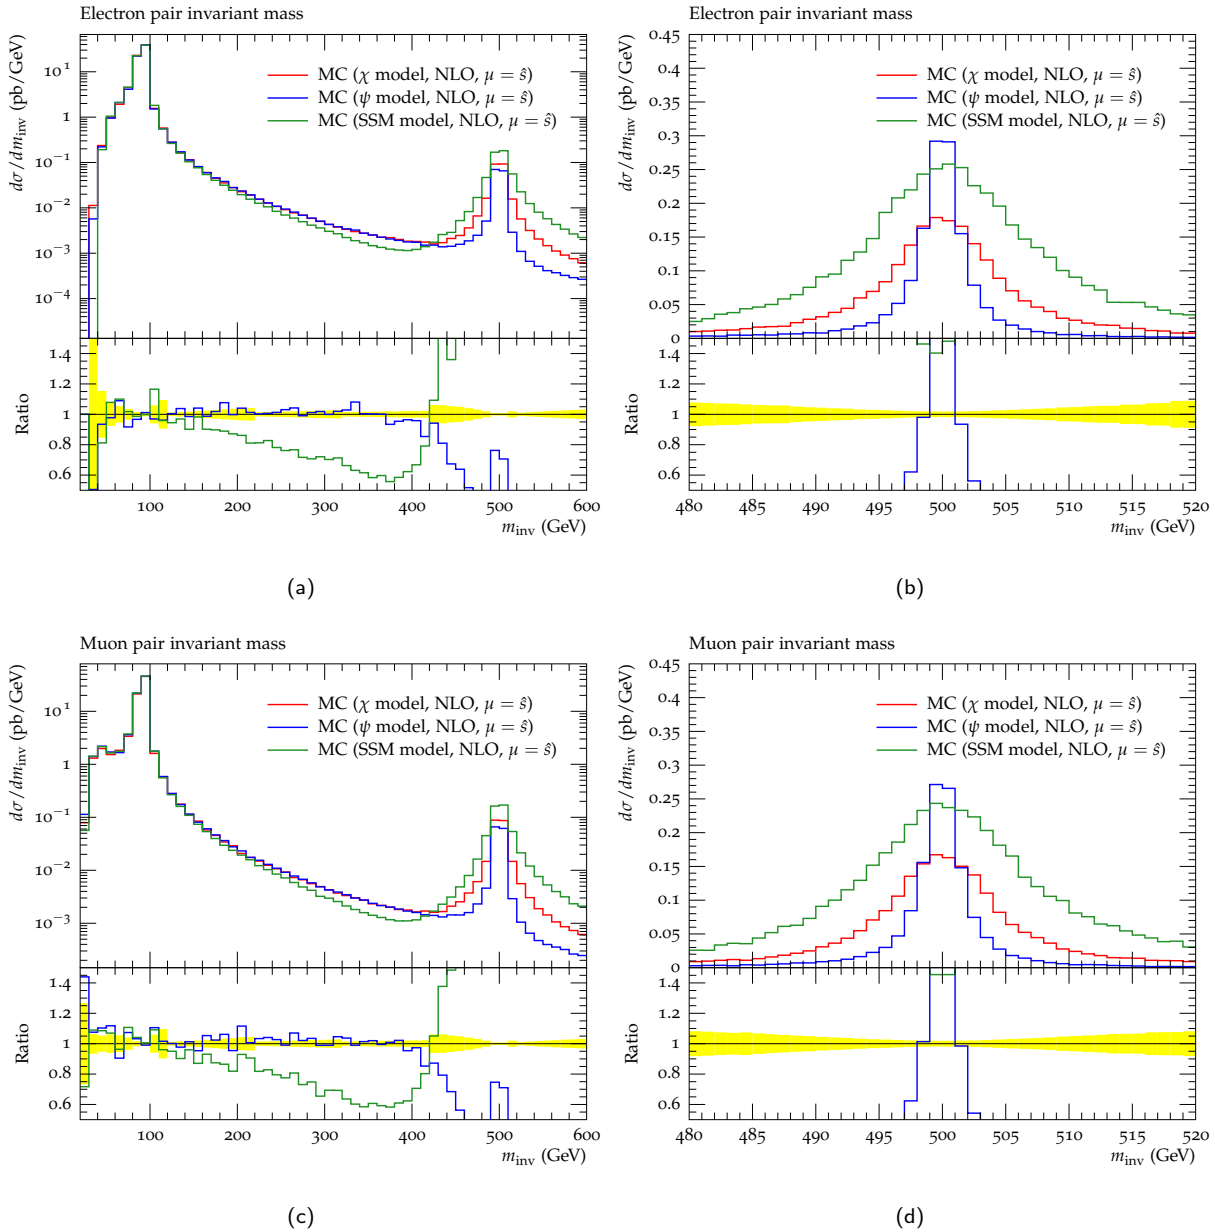 Electron pair invariant mass
dσ/dm_inv (pb/GeV)
10¹
1
10⁻¹
10⁻²
10⁻³
10⁻⁴
MC (χ model, NLO, μ = ŝ)
MC (ψ model, NLO, μ = ŝ)
MC (SSM model, NLO, μ = ŝ)
Ratio
1.4
1.2
1
0.8
0.6
100 200 300 400 500 600
m_inv (GeV)
(a)
Electron pair invariant mass
dσ/dm_inv (pb/GeV)
0.45
0.4
0.35
0.3
0.25
0.2
0.15
0.1
0.05
0
MC (χ model, NLO, μ = ŝ)
MC (ψ model, NLO, μ = ŝ)
MC (SSM model, NLO, μ = ŝ)
Ratio
1.4
1.2
1
0.8
0.6
480 485 490 495 500 505 510 515 520
m_inv (GeV)
(b)
Muon pair invariant mass
dσ/dm_inv (pb/GeV)
10¹
1
10⁻¹
10⁻²
10⁻³
MC (χ model, NLO, μ = ŝ)
MC (ψ model, NLO, μ = ŝ)
MC (SSM model, NLO, μ = ŝ)
Ratio
1.4
1.2
1
0.8
0.6
100 200 300 400 500 600
m_inv (GeV)
(c)
Muon pair invariant mass
dσ/dm_inv (pb/GeV)
0.45
0.4
0.35
0.3
0.25
0.2
0.15
0.1
0.05
0
MC (χ model, NLO, μ = ŝ)
MC (ψ model, NLO, μ = ŝ)
MC (SSM model, NLO, μ = ŝ)
Ratio
1.4
1.2
1
0.8
0.6
480 485 490 495 500 505 510 515 520
m_inv (GeV)
(d)